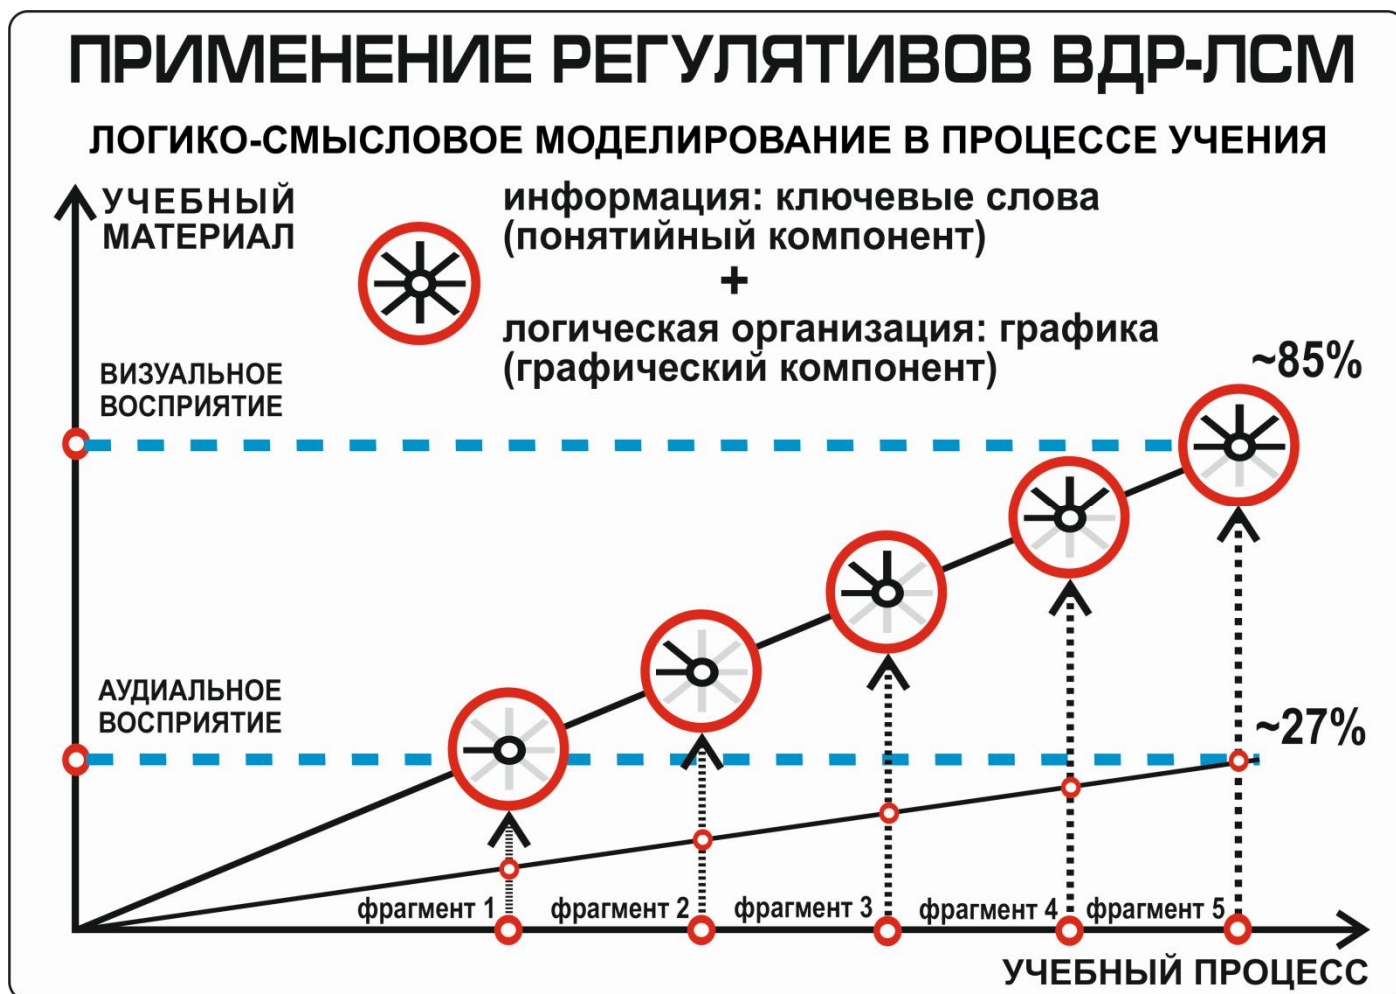 ПРИМЕНЕНИЕ РЕГУЛЯТИВОВ ВДР-ЛСМ
ЛОГИКО-СМЫСЛОВОЕ МОДЕЛИРОВАНИЕ В ПРОЦЕССЕ УЧЕНИЯ
УЧЕБНЫЙ
МАТЕРИАЛ
информация: ключевые слова
(понятийный компонент)
+
логическая организация: графика
(графический компонент)
ВИЗУАЛЬНОЕ
ВОСПРИЯТИЕ
~85%
АУДИАЛЬНОЕ
ВОСПРИЯТИЕ
~27%
фрагмент 1
фрагмент 2
фрагмент 3
фрагмент 4
фрагмент 5
УЧЕБНЫЙ ПРОЦЕСС